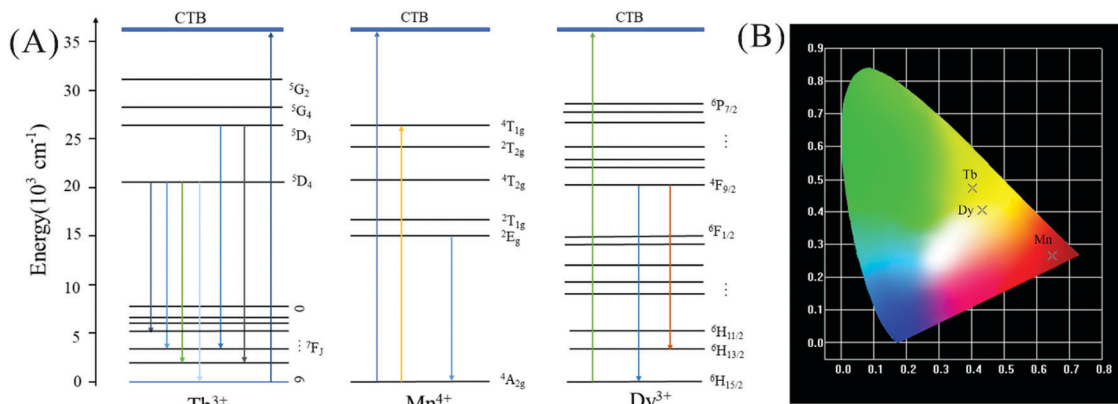 (A)
CTB
CTB
CTB
Energy(10³ cm⁻¹)
35
30
25
20
15
10
5
0
⁵G₂
⁵G₄
⁵D₃
⁵D₄
0
⋮ ⁷F_J
6
Tb³⁺
⁴T₁g
²T₂g
⁴T₂g
²T₁g
²Eg
⁴A₂g
Mn⁴⁺
⁶P₇/₂
⋮
⁴F₉/₂
⁶F₁/₂
⋮
⁶H₁₁/₂
⁶H₁₃/₂
⁶H₁₅/₂
Dy³⁺
(B)
0.9
0.8
0.7
0.6
0.5
0.4
0.3
0.2
0.1
0.0
Tb
Dy
Mn
0.0 0.1 0.2 0.3 0.4 0.5 0.6 0.7 0.8